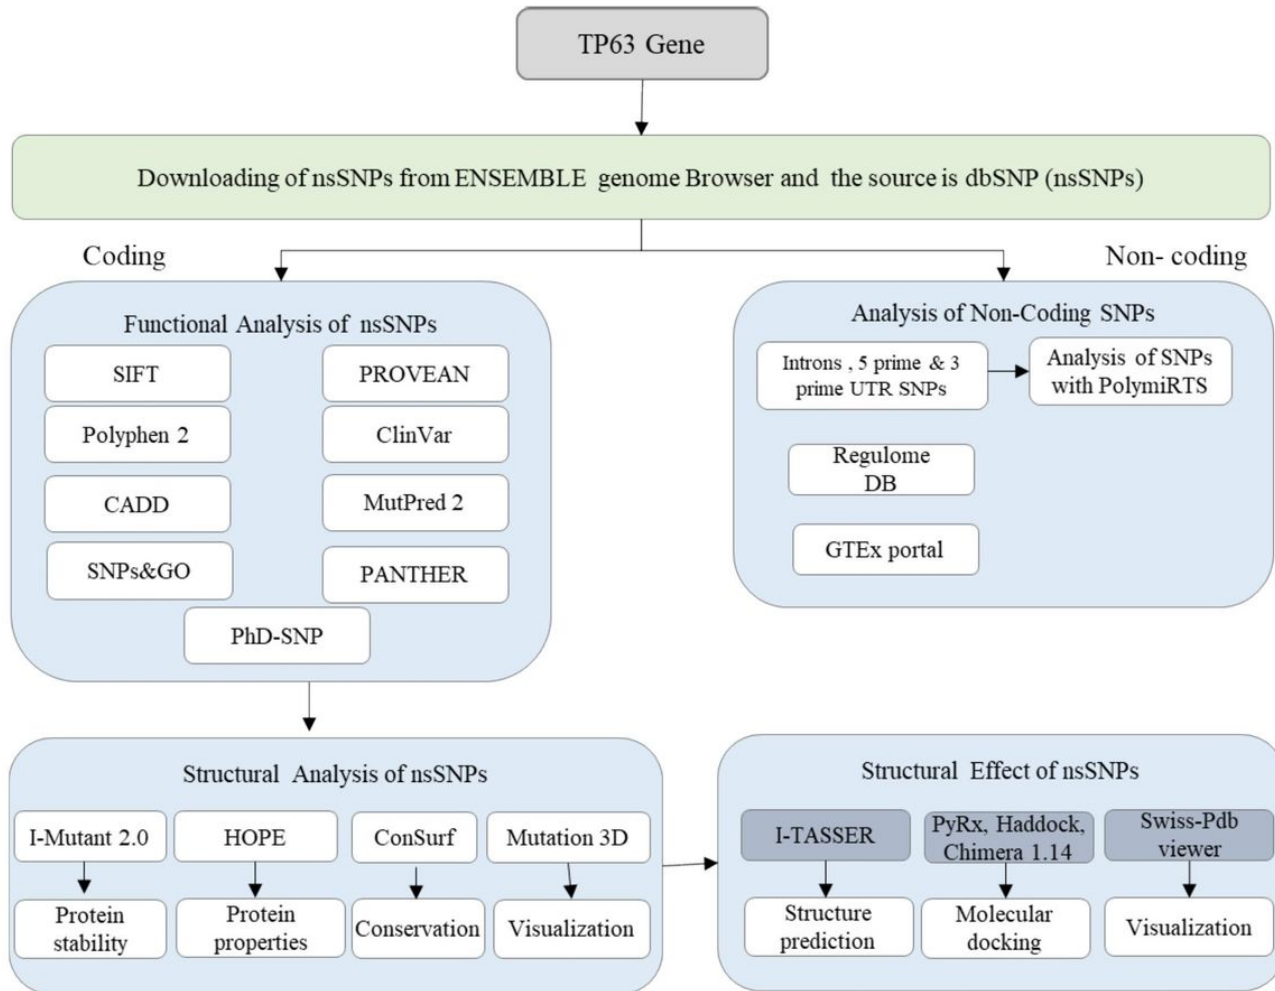 TP63 Gene
Downloading of nsSNPs from ENSEMBLE genome Browser and the source is dbSNP (nsSNPs)
Coding
Non- coding
Functional Analysis of nsSNPs
SIFT
PROVEAN
Polyphen 2
ClinVar
CADD
MutPred 2
SNPs&GO
PANTHER
PhD-SNP
Analysis of Non-Coding SNPs
Introns , 5 prime & 3
prime UTR SNPs
Analysis of SNPs
with PolymiRTS
Regulome
DB
GTEx portal
Structural Analysis of nsSNPs
I-Mutant 2.0
HOPE
ConSurf
Mutation 3D
Protein
stability
Protein
properties
Conservation
Visualization
Structural Effect of nsSNPs
I-TASSER
PyRx, Haddock,
Chimera 1.14
Swiss-Pdb
viewer
Structure
prediction
Molecular
docking
Visualization